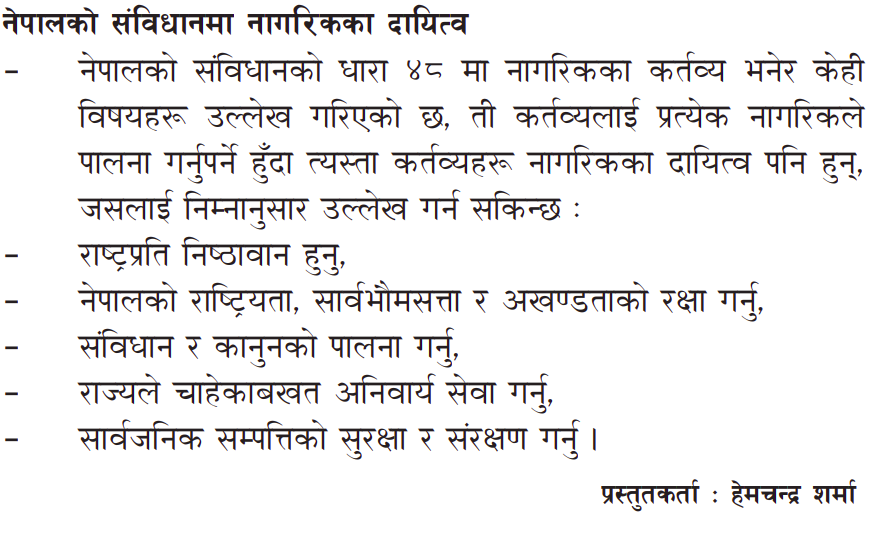 नेपालको संविधानमा नागरिकका दायित्व
– नेपालको संविधानको धारा ४८ मा नागरिकका कर्तव्य भनेर केही
विषयहरू उल्लेख गरिएको छ, ती कर्तव्यलाई प्रत्येक नागरिकले
पालना गर्नुपर्ने हुँदा त्यस्ता कर्तव्यहरू नागरिकका दायित्व पनि हुन्,
जसलाई निम्नानुसार उल्लेख गर्न सकिन्छ :
– राष्ट्रप्रति निष्ठावान हुनु,
– नेपालको राष्ट्रियता, सार्वभौमसत्ता र अखण्डताको रक्षा गर्नु,
– संविधान र कानुनको पालना गर्नु,
– राज्यले चाहेकाबखत अनिवार्य सेवा गर्नु,
– सार्वजनिक सम्पत्तिको सुरक्षा र संरक्षण गर्नु ।
प्रस्तुतकर्ता : हेमचन्द्र शर्मा